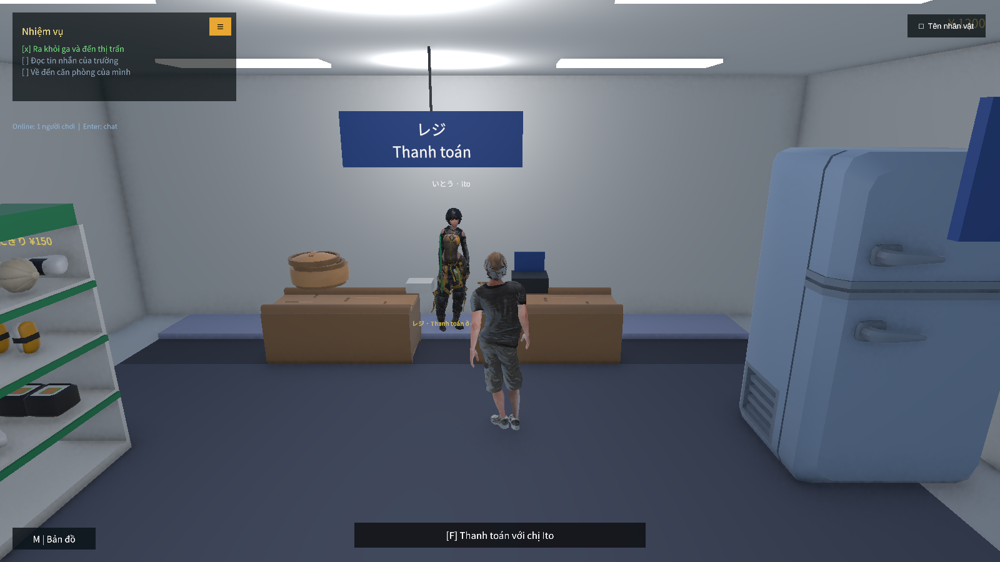 Nhiệm vụ
[x] Ra khỏi ga và đến thị trấn
[ ] Đọc tin nhắn của trường
[ ] Về đến căn phòng của mình
Online: 1 người chơi | Enter: chat
Tên nhân vật
¥ 1200
レジ
Thanh toán
いとう · Ito
ぎり ¥150
レジ · Thanh toán ở
[F] Thanh toán với chị Ito
M | Bản đồ